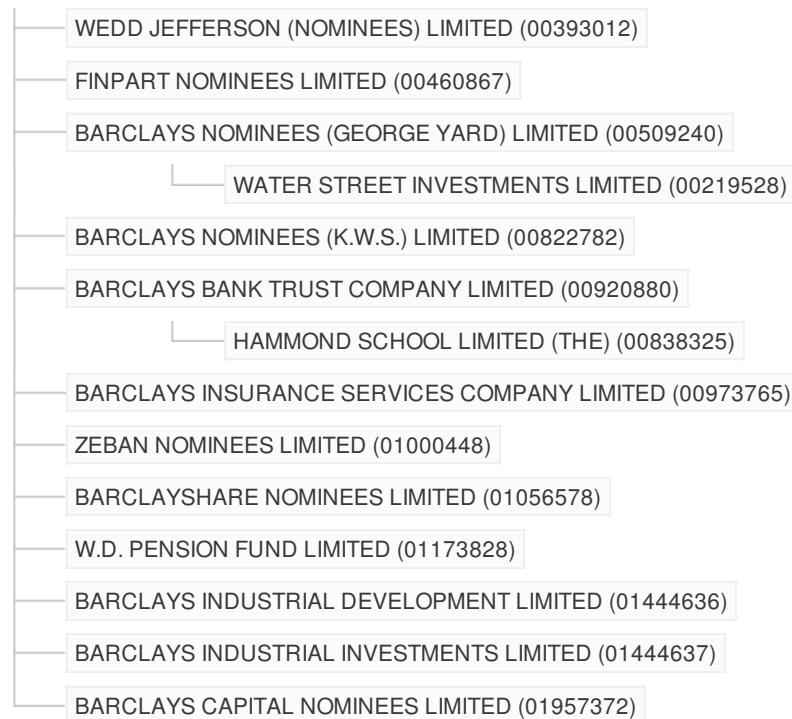 WEDD JEFFERSON (NOMINEES) LIMITED (00393012)
FINPART NOMINEES LIMITED (00460867)
BARCLAYS NOMINEES (GEORGE YARD) LIMITED (00509240)
WATER STREET INVESTMENTS LIMITED (00219528)
BARCLAYS NOMINEES (K.W.S.) LIMITED (00822782)
BARCLAYS BANK TRUST COMPANY LIMITED (00920880)
HAMMOND SCHOOL LIMITED (THE) (00838325)
BARCLAYS INSURANCE SERVICES COMPANY LIMITED (00973765)
ZEBAN NOMINEES LIMITED (01000448)
BARCLAYSHARE NOMINEES LIMITED (01056578)
W.D. PENSION FUND LIMITED (01173828)
BARCLAYS INDUSTRIAL DEVELOPMENT LIMITED (01444636)
BARCLAYS INDUSTRIAL INVESTMENTS LIMITED (01444637)
BARCLAYS CAPITAL NOMINEES LIMITED (01957372)